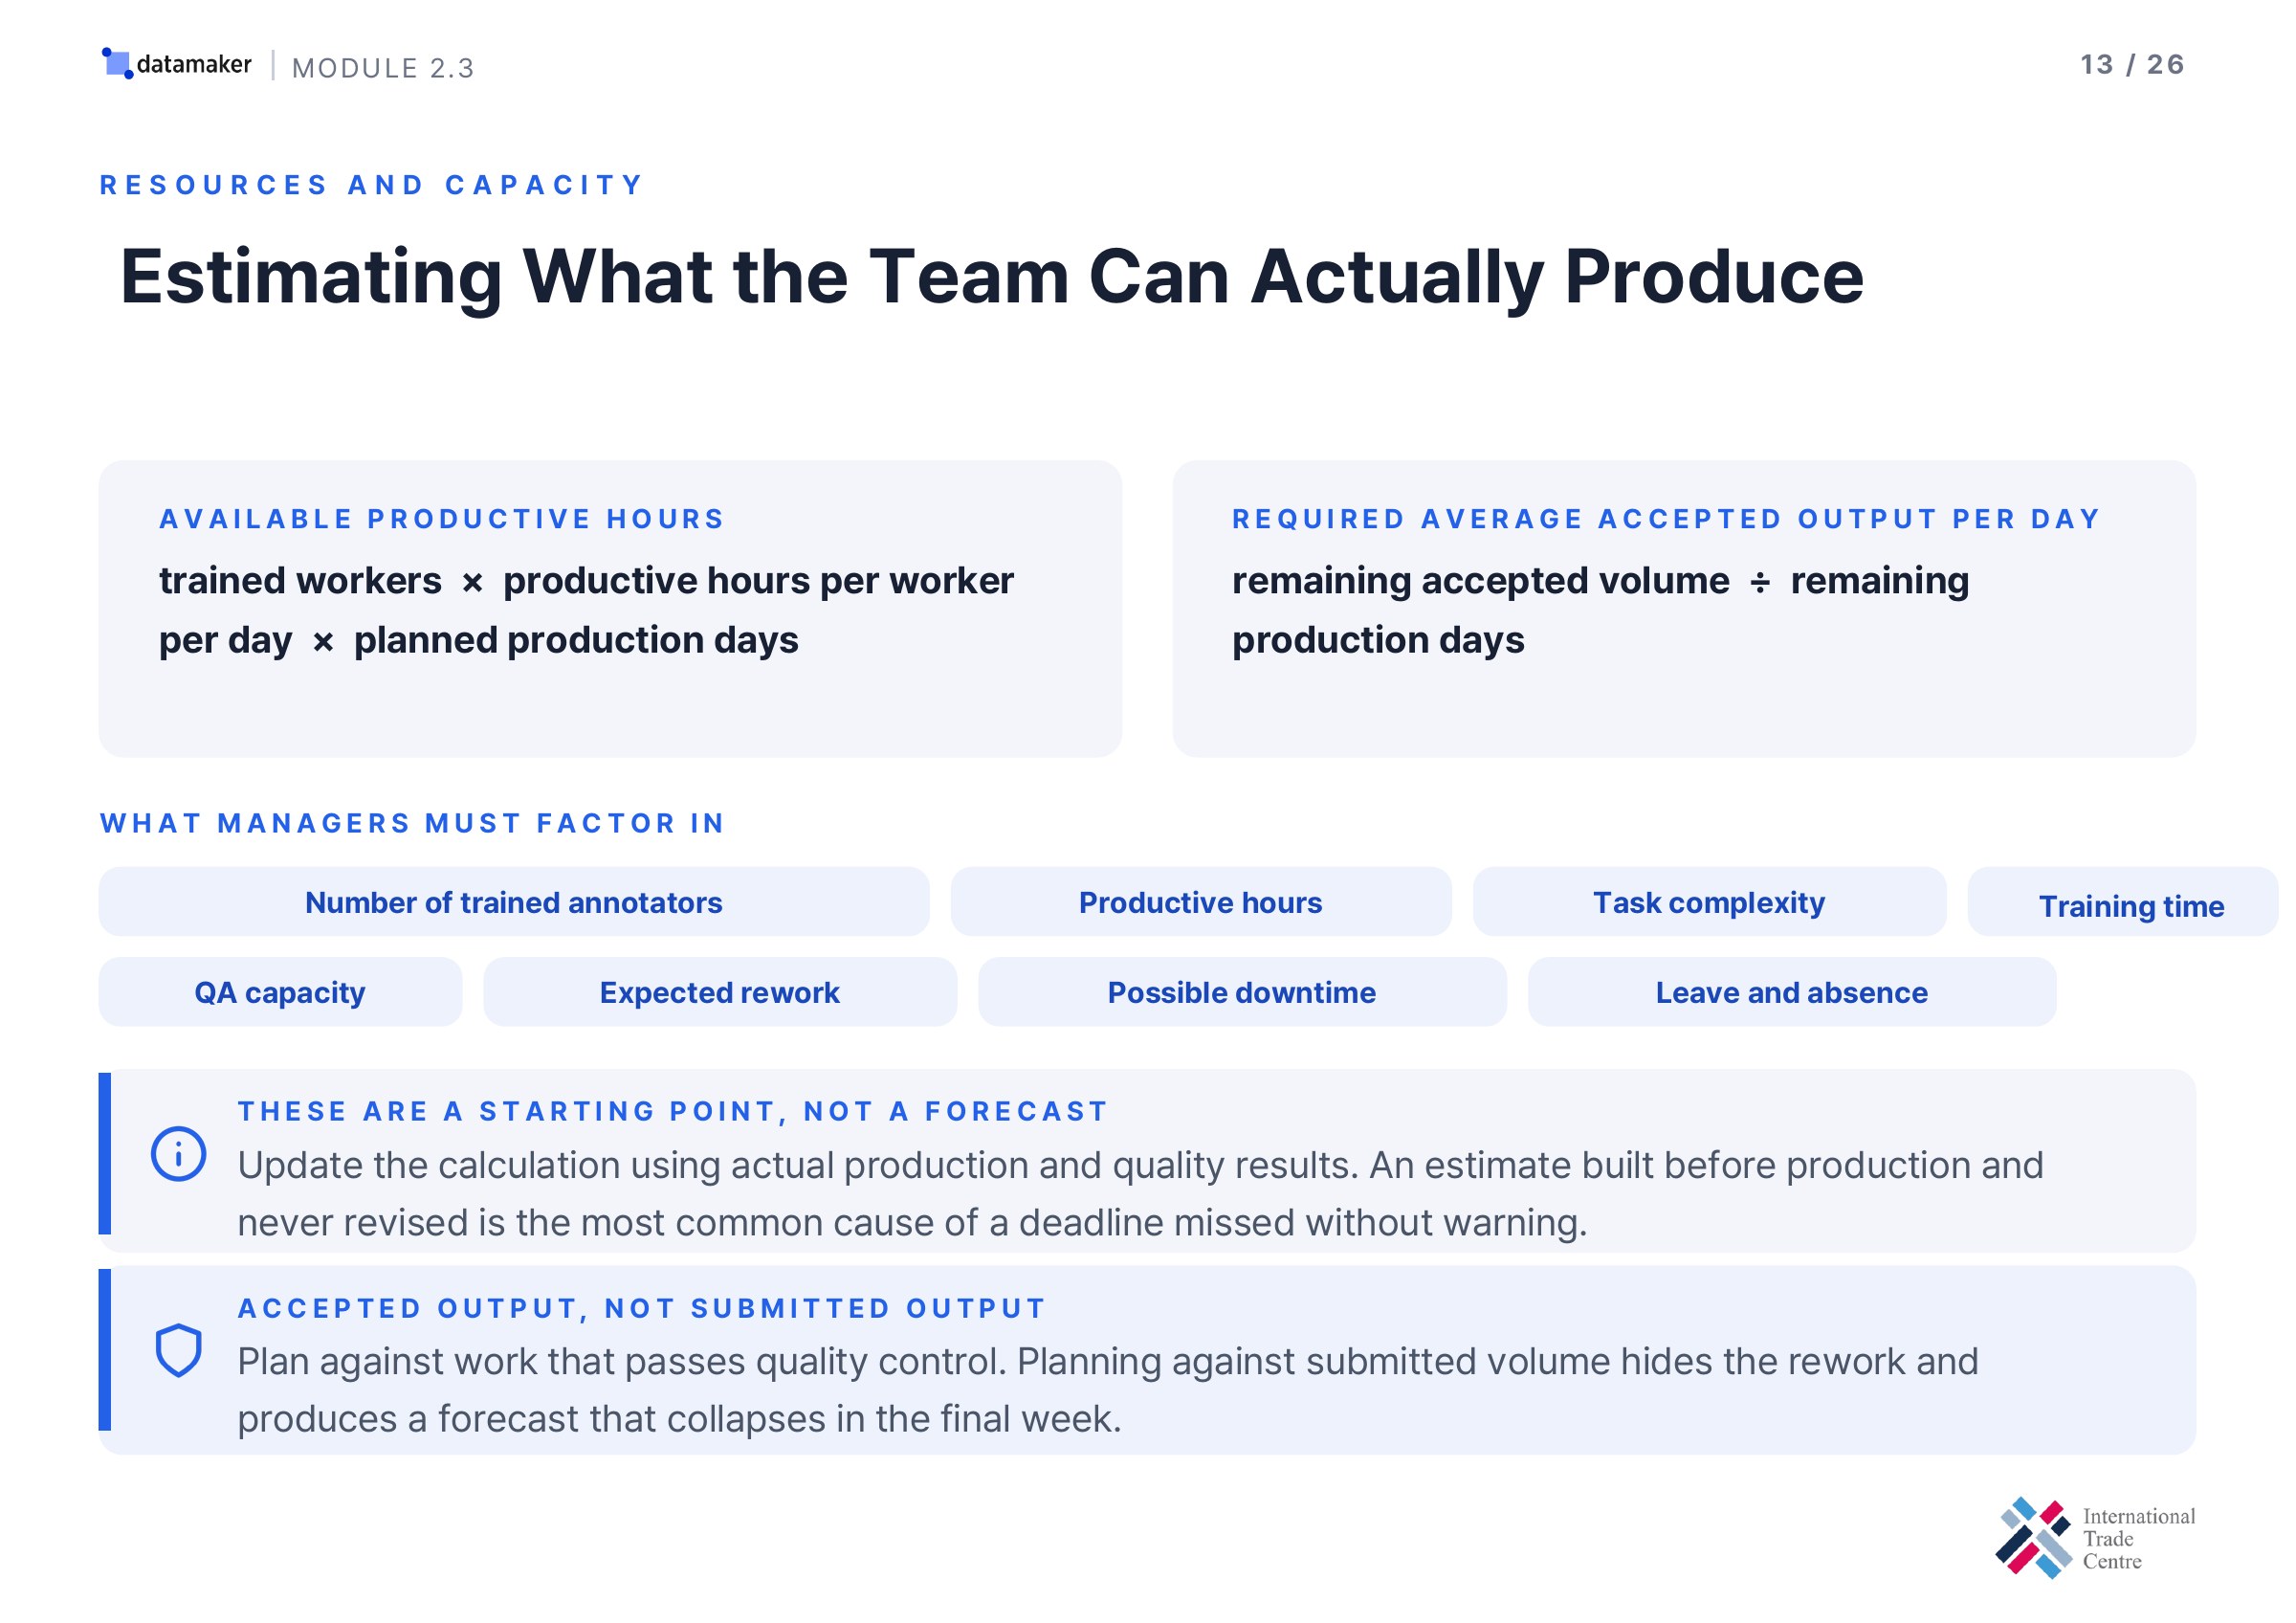 datamaker | MODULE 2.3
13 / 26
RESOURCES AND CAPACITY
Estimating What the Team Can Actually Produce
AVAILABLE PRODUCTIVE HOURS
trained workers × productive hours per worker
per day × planned production days
REQUIRED AVERAGE ACCEPTED OUTPUT PER DAY
remaining accepted volume ÷ remaining
production days
WHAT MANAGERS MUST FACTOR IN
Number of trained annotators
Productive hours
Task complexity
Training time
QA capacity
Expected rework
Possible downtime
Leave and absence
THESE ARE A STARTING POINT, NOT A FORECAST
Update the calculation using actual production and quality results. An estimate built before production and
never revised is the most common cause of a deadline missed without warning.
ACCEPTED OUTPUT, NOT SUBMITTED OUTPUT
Plan against work that passes quality control. Planning against submitted volume hides the rework and
produces a forecast that collapses in the final week.
International
Trade
Centre